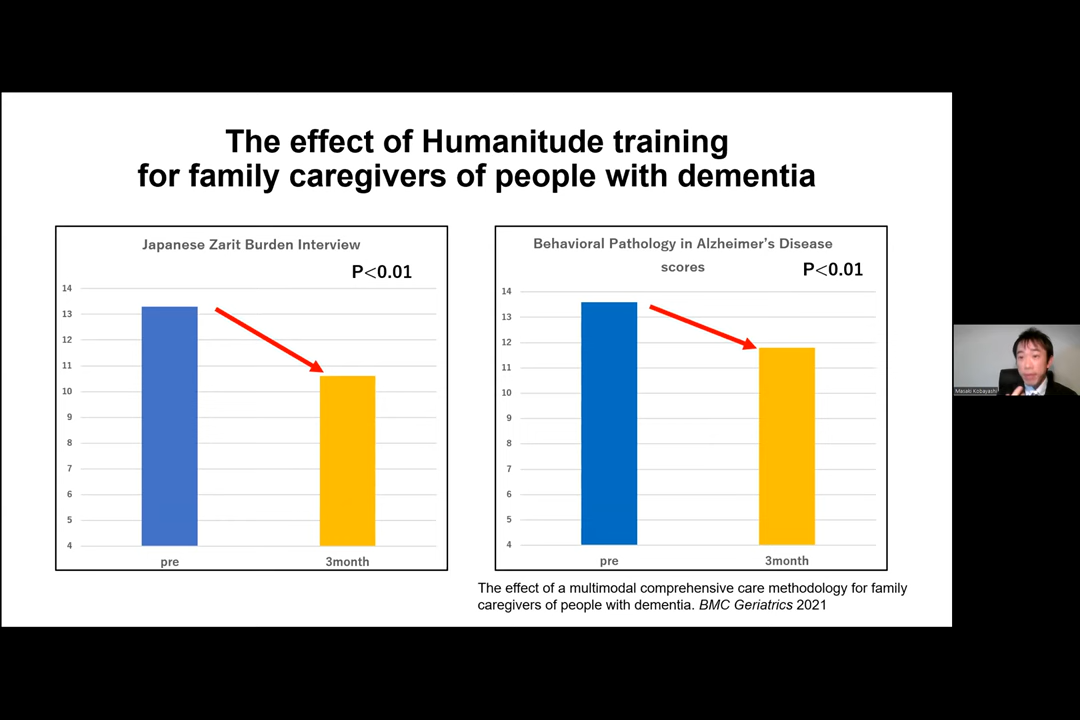 The effect of Humanitude training
for family caregivers of people with dementia
Japanese Zarit Burden Interview
P<0.01
14
13
12
11
10
9
8
7
6
5
4
pre
3month
Behavioral Pathology in Alzheimer's Disease
scores
P<0.01
14
13
12
11
10
9
8
7
6
5
4
pre
3month
The effect of a multimodal comprehensive care methodology for family
caregivers of people with dementia. BMC Geriatrics 2021
Masaki Kobayashi